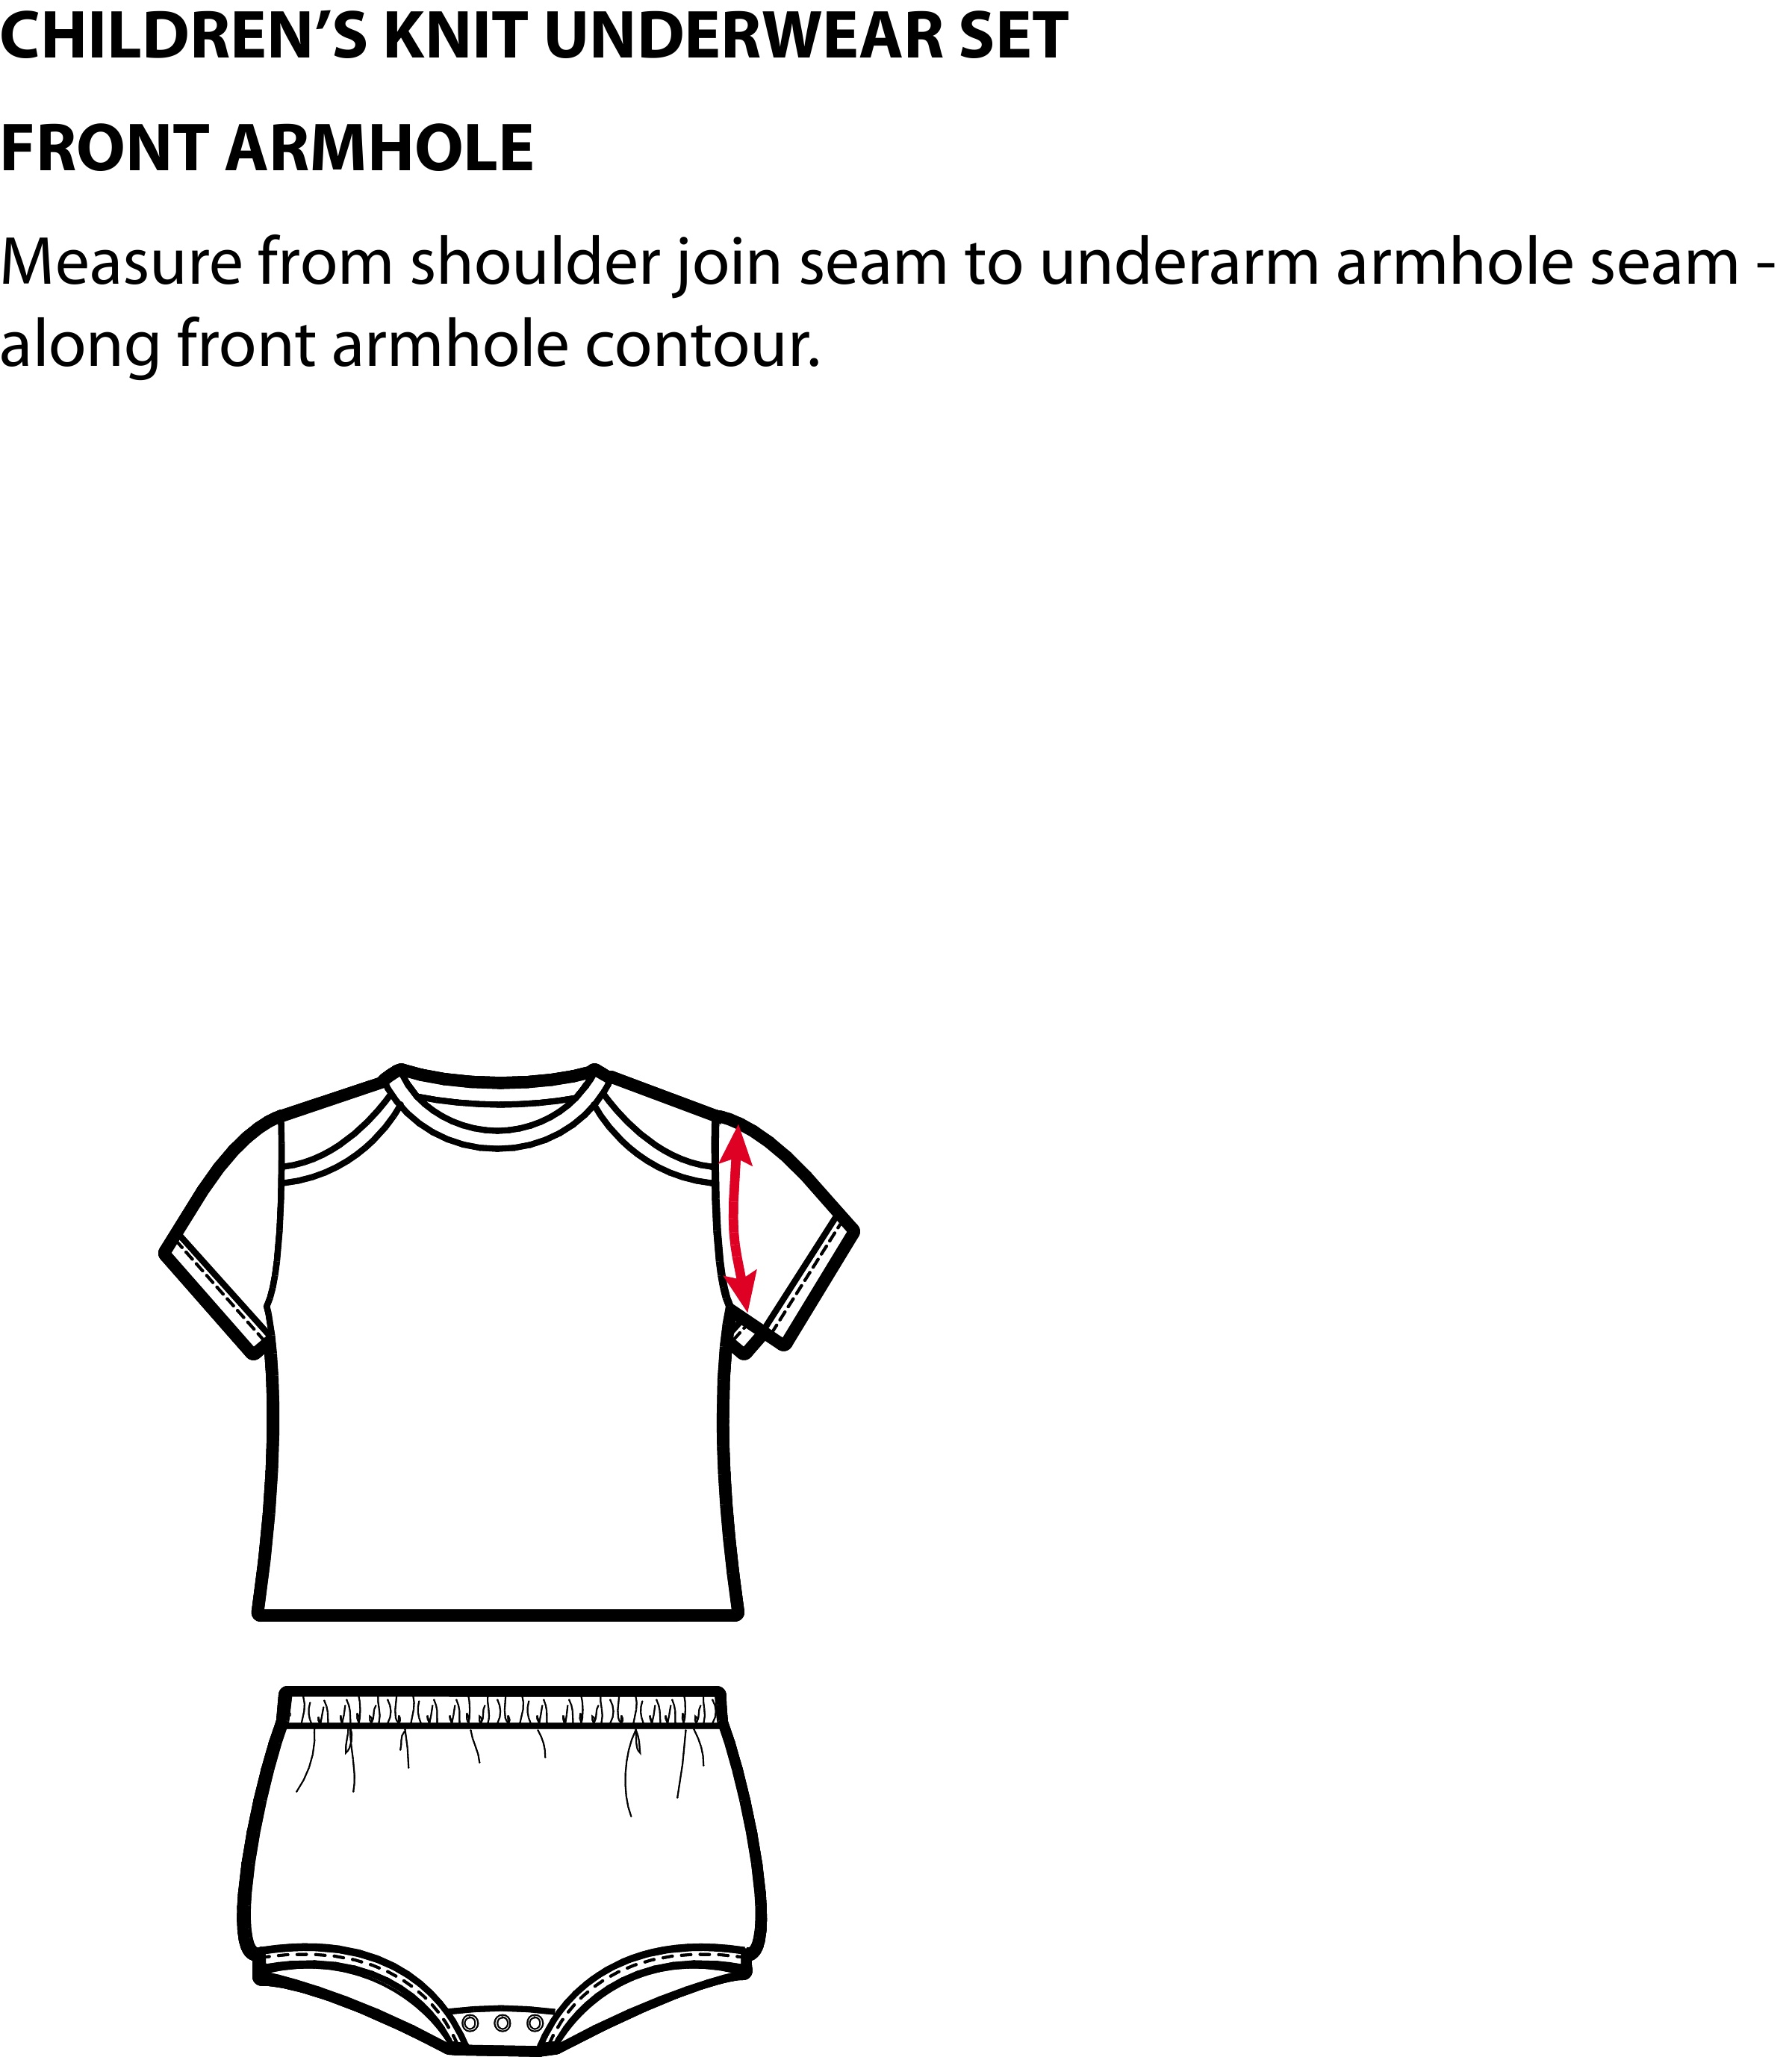 CHILDREN’S KNIT UNDERWEAR SET
FRONT ARMHOLE
Measure from shoulder join seam to underarm armhole seam -
along front armhole contour.